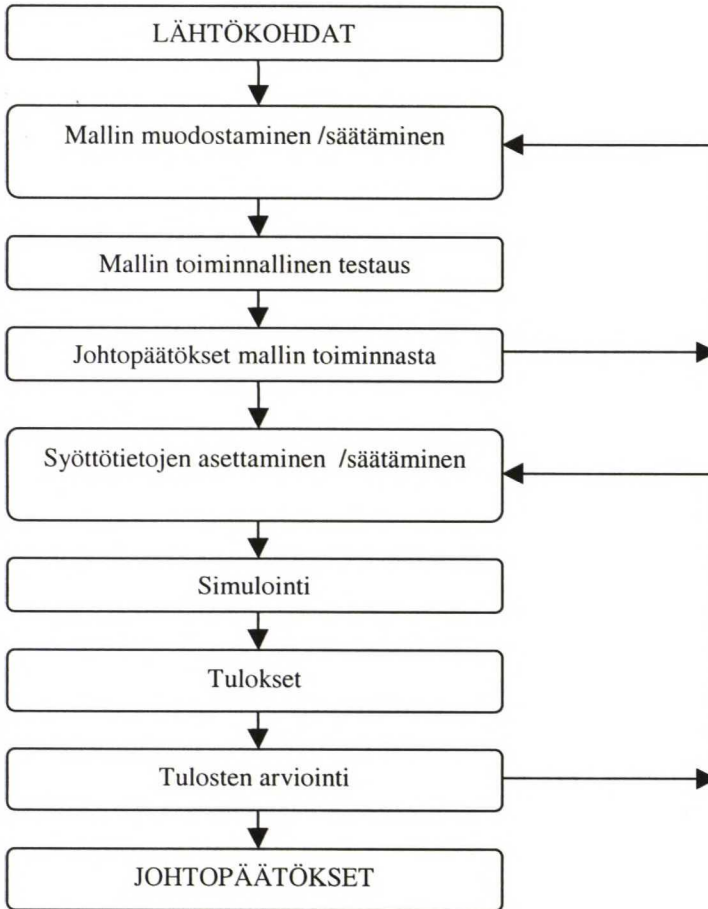 LÄHTÖKOHDAT
Mallin muodostaminen /säätäminen
Mallin toiminnallinen testaus
Johtopäätökset mallin toiminnasta
Syöttötietojen asettaminen /säätäminen
Simulointi
Tulokset
Tulosten arviointi
JOHTOPÄÄTÖKSET